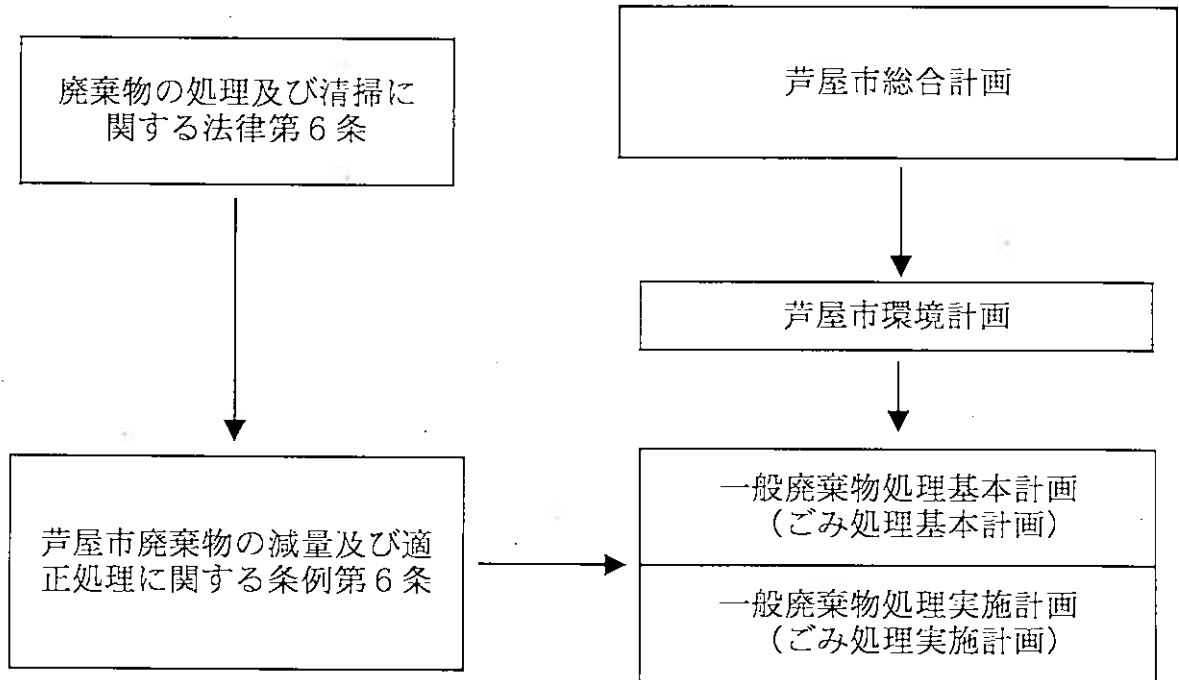 廃棄物の処理及び清掃に
関する法律第６条
芦屋市総合計画
芦屋市環境計画
芦屋市廃棄物の減量及び適
正処理に関する条例第６条
一般廃棄物処理基本計画
（ごみ処理基本計画）
一般廃棄物処理実施計画
（ごみ処理実施計画）